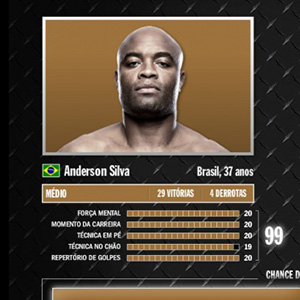 Anderson Silva Brasil, 37 anos
MÉDIO 29 VITÓRIAS 4 DERROTAS
FORÇA MENTAL 20
MOMENTO DA CARREIRA 20
TÉCNICA EM PÉ 20
TÉCNICA NO CHÃO 19
REPERTÓRIO DE GOLPES 20
99
CHANCE D